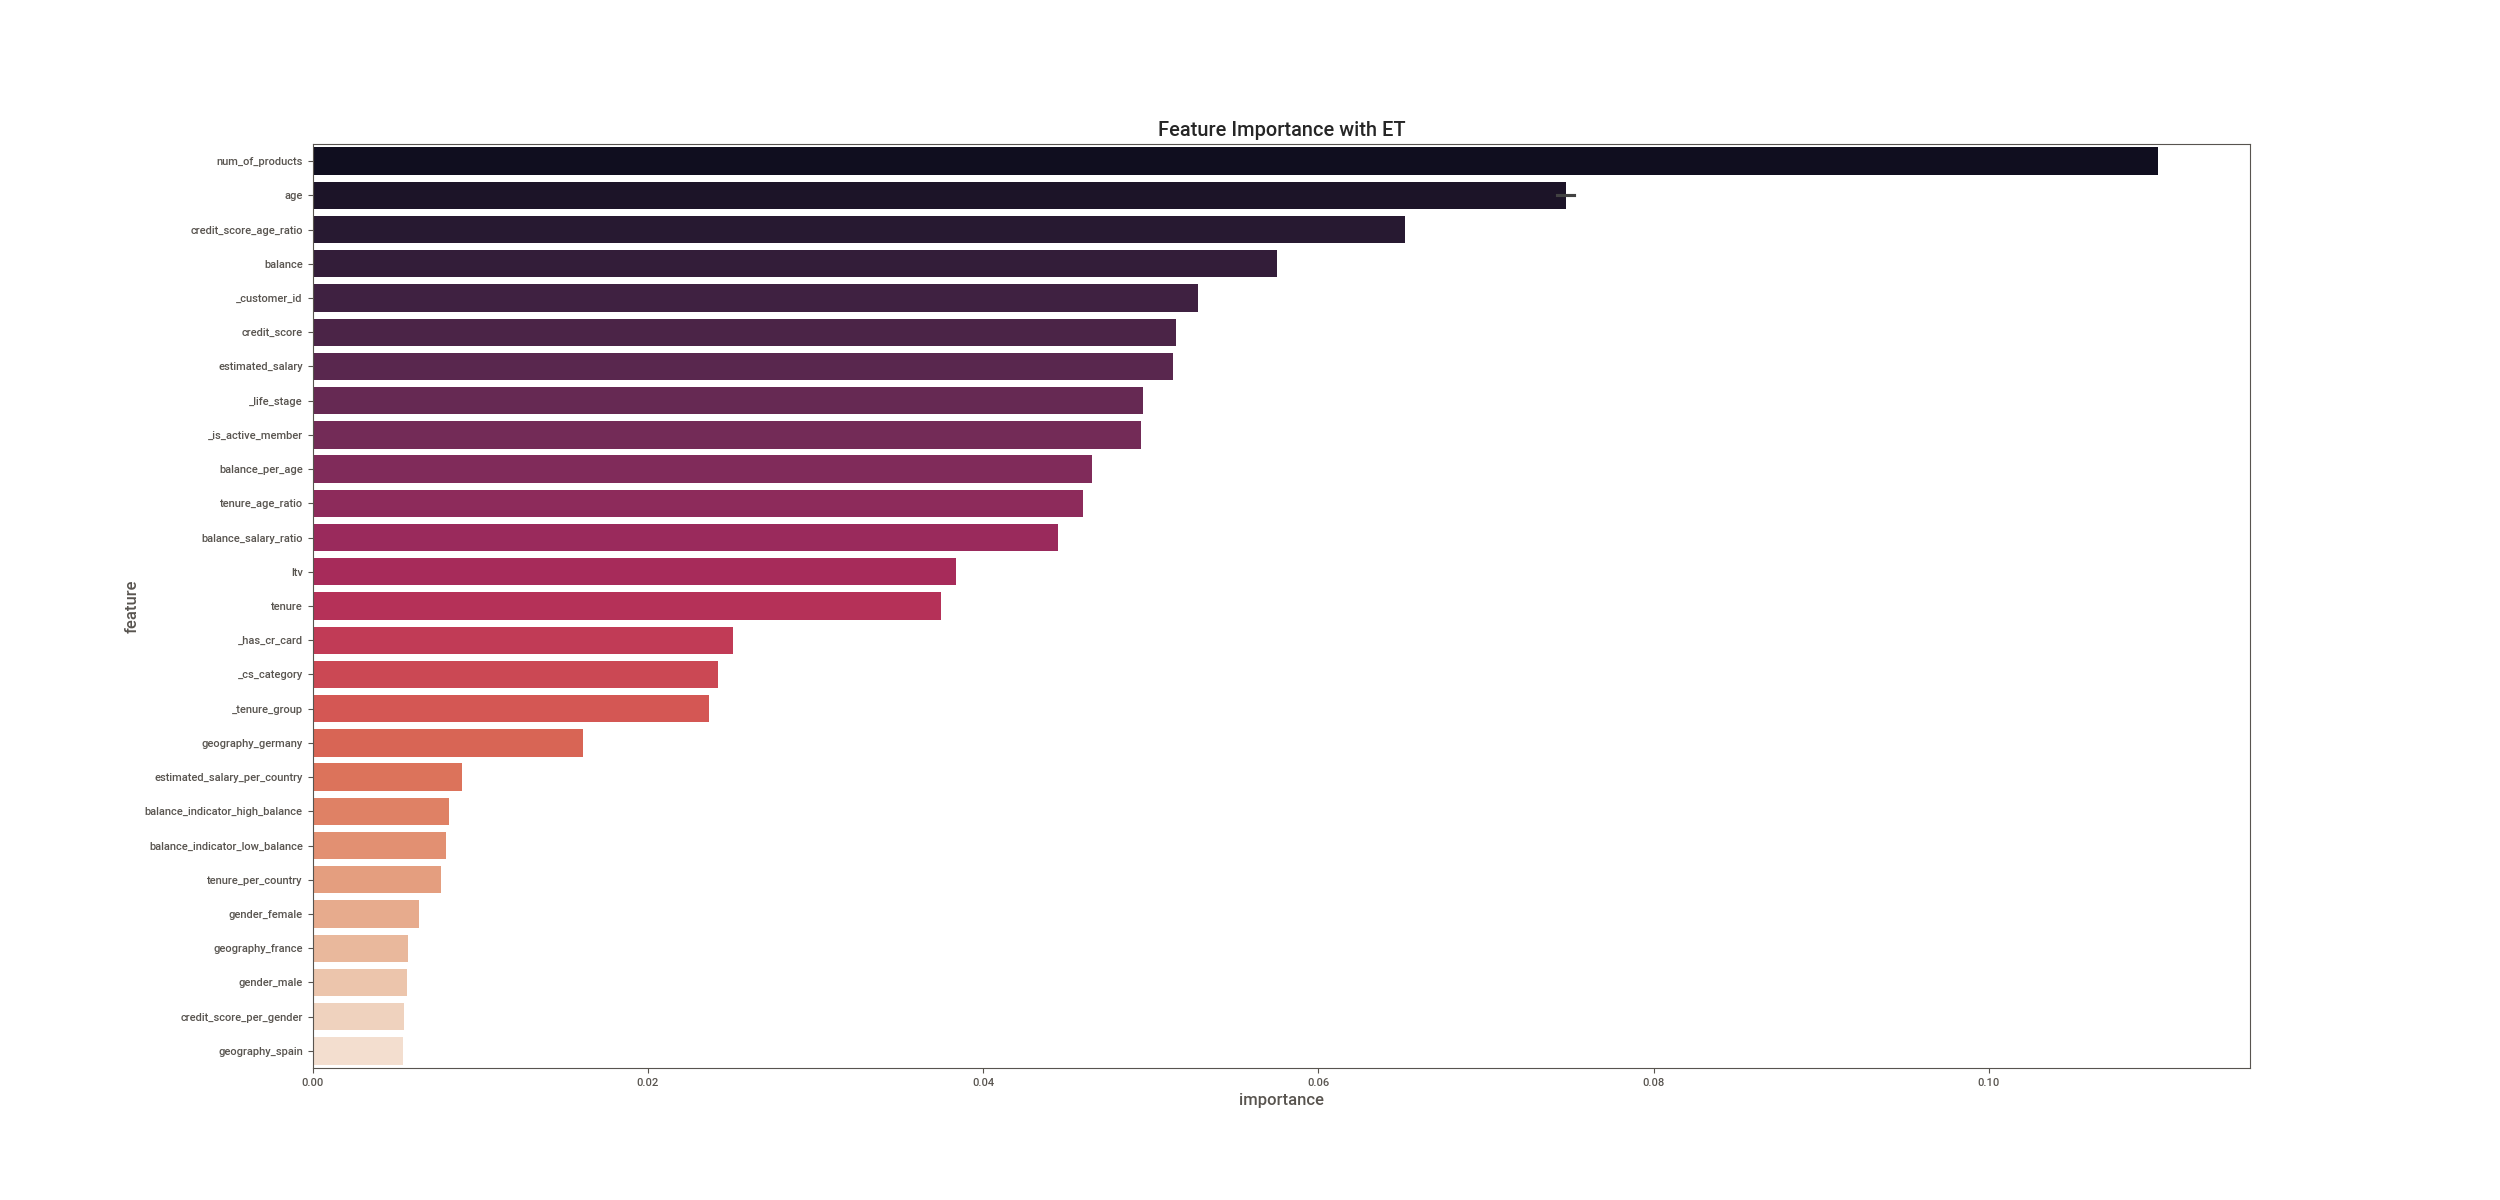 Feature Importance with ET
num_of_products
age
credit_score_age_ratio
balance
_customer_id
credit_score
estimated_salary
_life_stage
_is_active_member
balance_per_age
tenure_age_ratio
balance_salary_ratio
ltv
tenure
_has_cr_card
_cs_category
_tenure_group
geography_germany
estimated_salary_per_country
balance_indicator_high_balance
balance_indicator_low_balance
tenure_per_country
gender_female
geography_france
gender_male
credit_score_per_gender
geography_spain
feature
0.00 0.02 0.04 0.06 0.08 0.10
importance